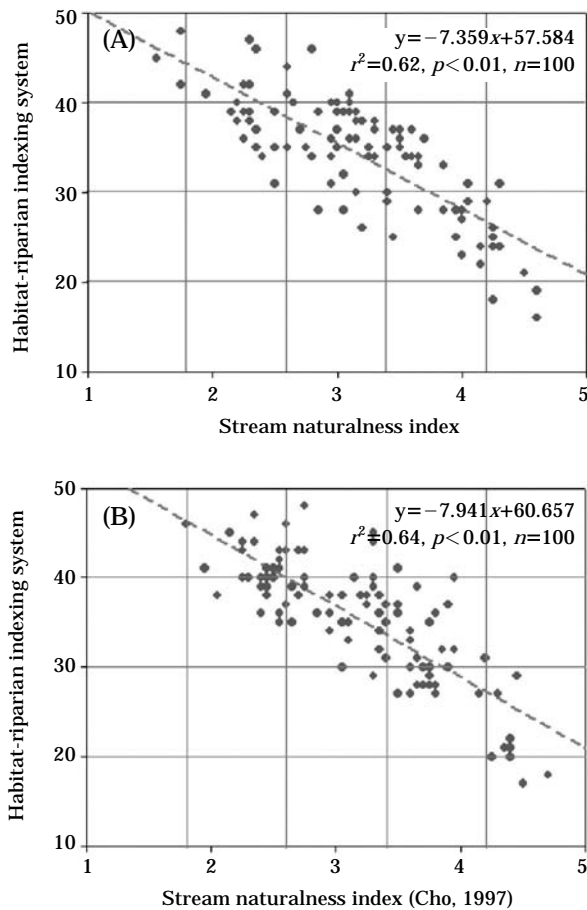 (A)
y=−7.359x+57.584
r²=0.62, p<0.01, n=100
Habitat-riparian indexing system
50
40
30
20
10
1 2 3 4 5
Stream naturalness index
(B)
y=−7.941x+60.657
r²=0.64, p<0.01, n=100
Habitat-riparian indexing system
50
40
30
20
10
1 2 3 4 5
Stream naturalness index (Cho, 1997)